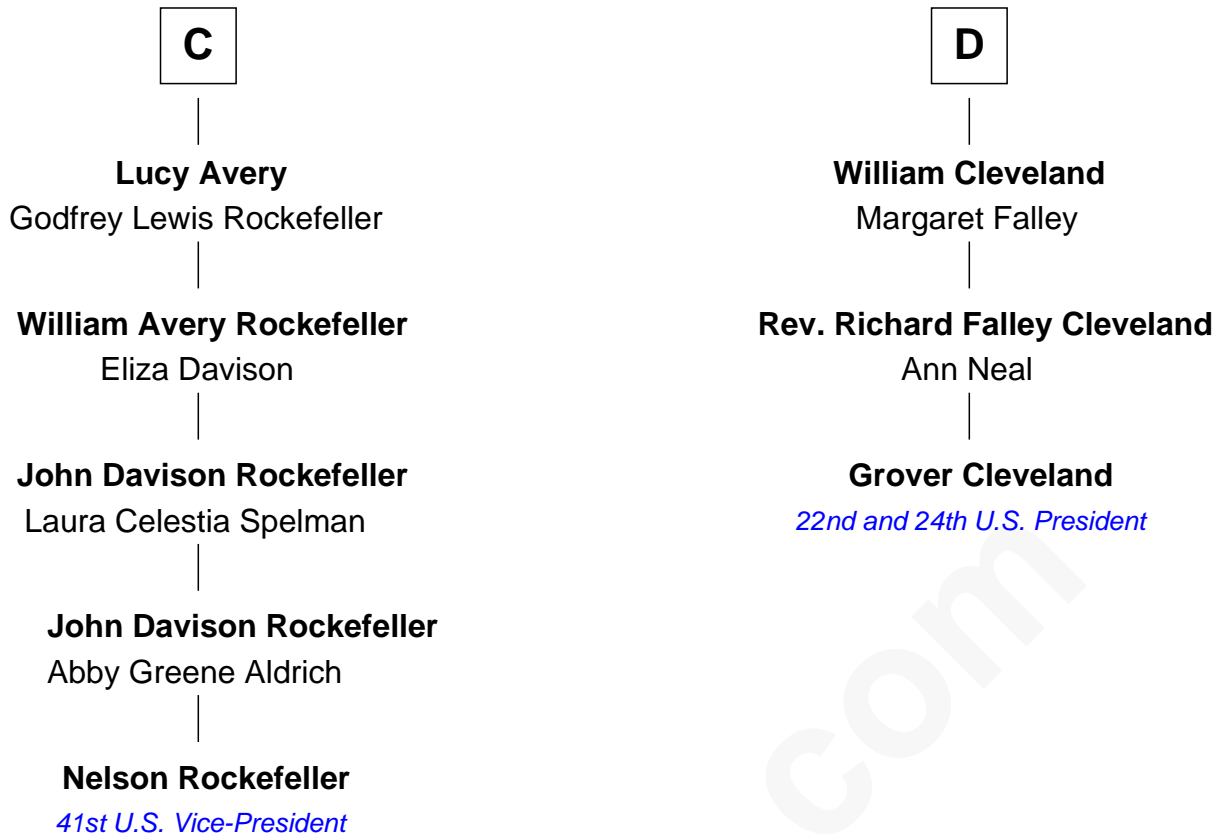 C
Lucy Avery
Godfrey Lewis Rockefeller
William Avery Rockefeller
Eliza Davison
John Davison Rockefeller
Laura Celestia Spelman
John Davison Rockefeller
Abby Greene Aldrich
Nelson Rockefeller
41st U.S. Vice-President
D
William Cleveland
Margaret Falley
Rev. Richard Falley Cleveland
Ann Neal
Grover Cleveland
22nd and 24th U.S. President
com